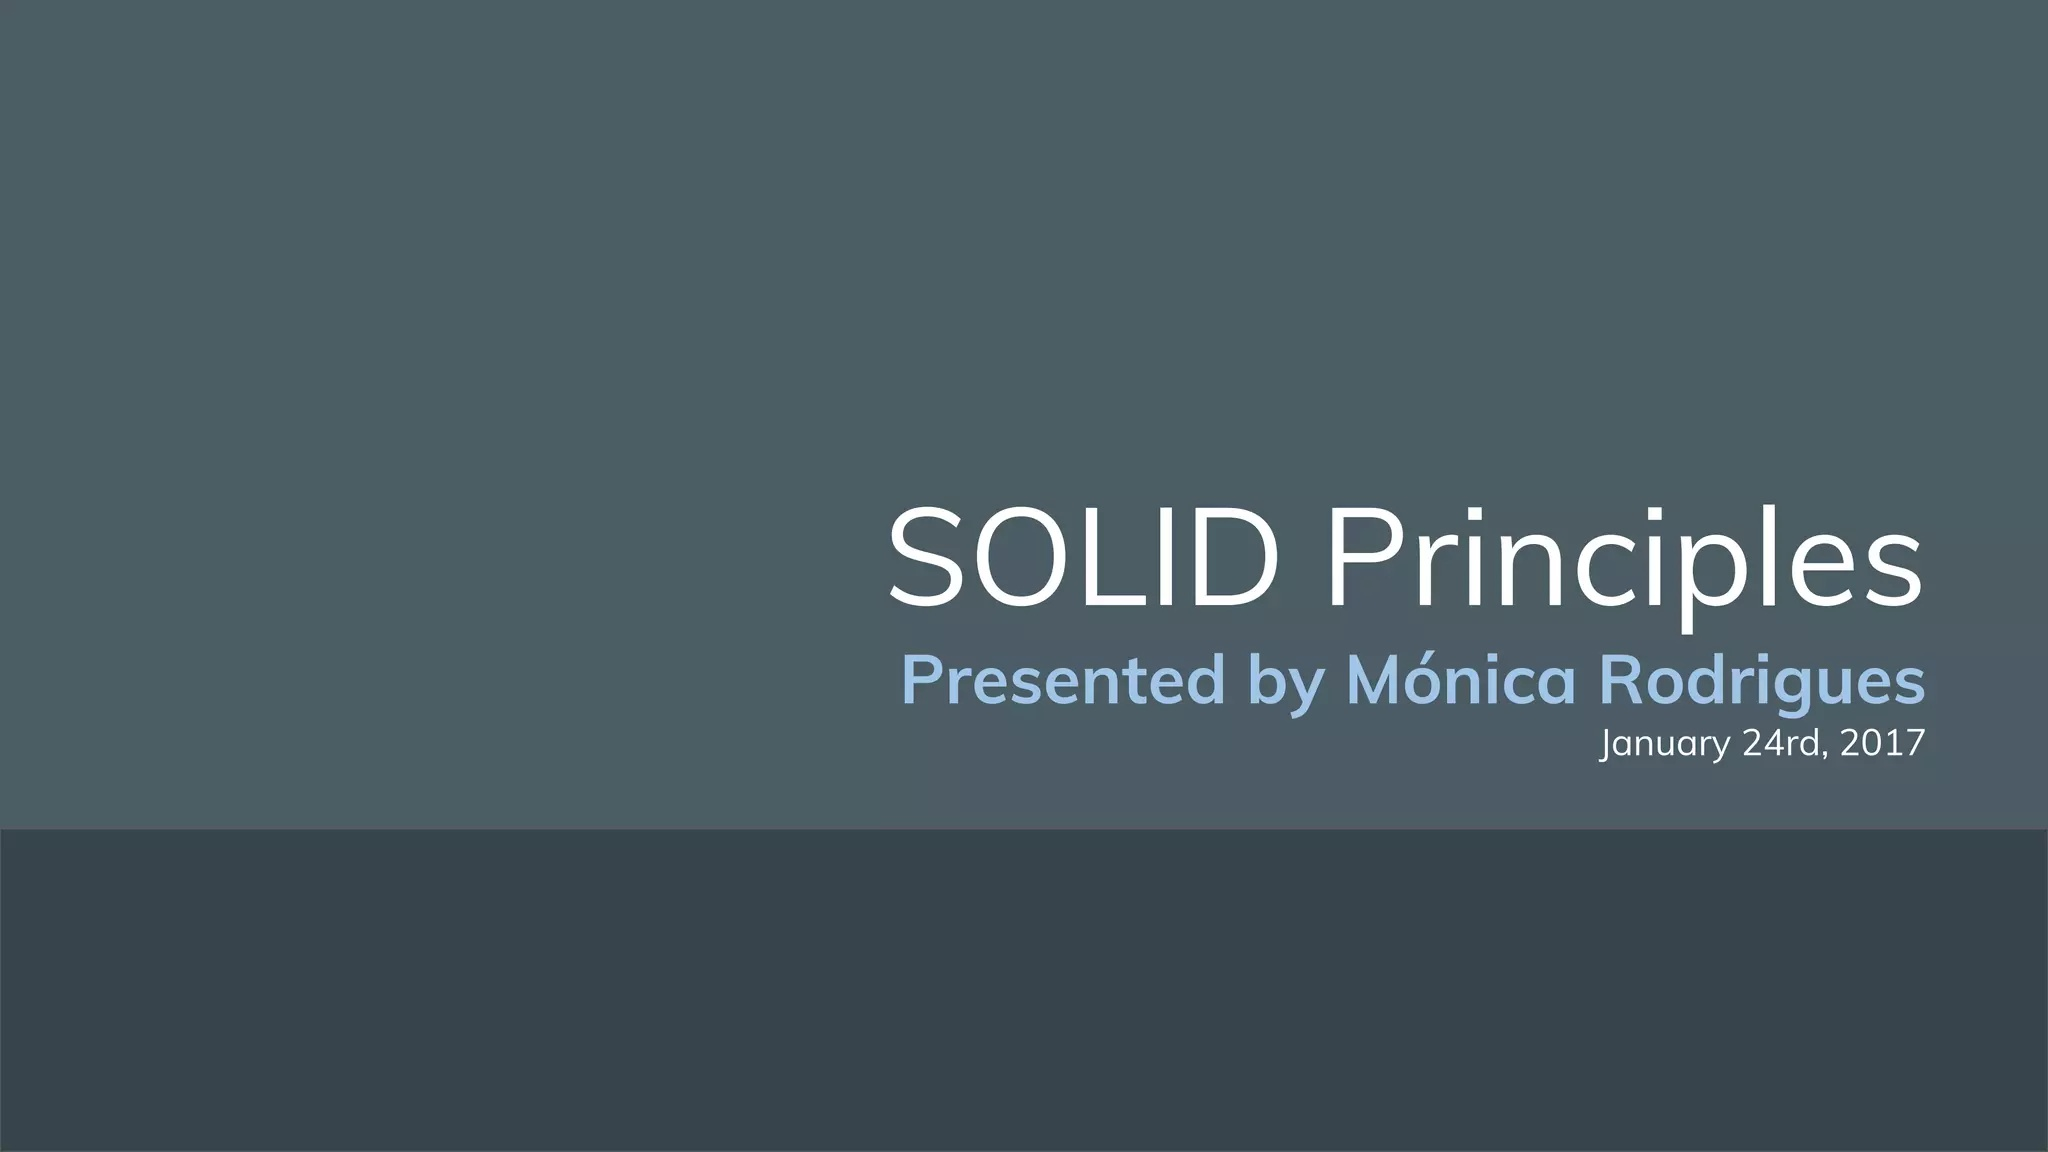 SOLID Principles
Presented by Mónica Rodrigues
January 24rd, 2017